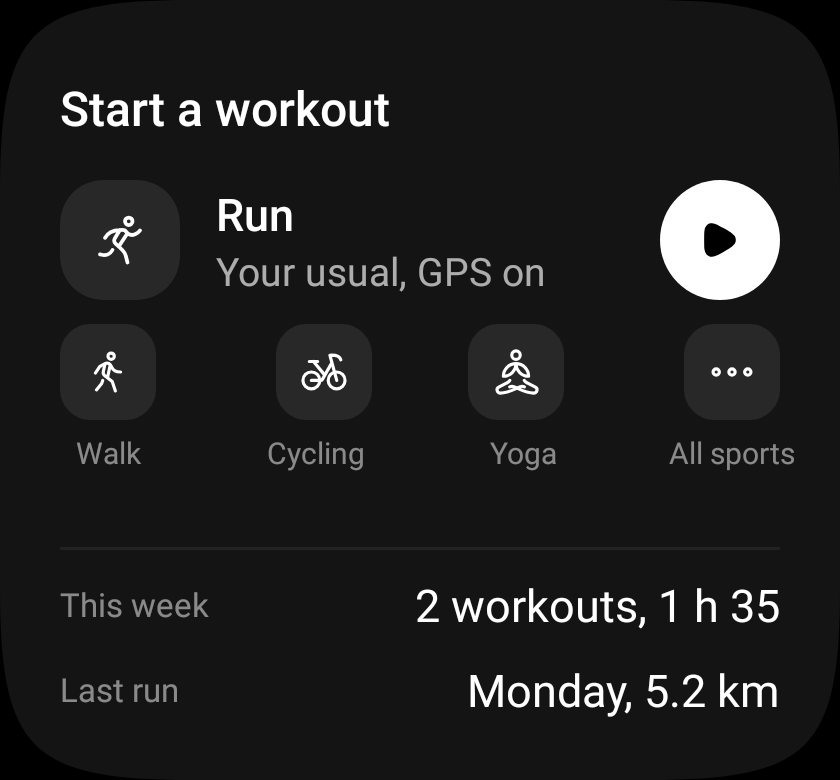 Start a workout
Run
Your usual, GPS on
Walk Cycling Yoga All sports
This week 2 workouts, 1 h 35
Last run Monday, 5.2 km